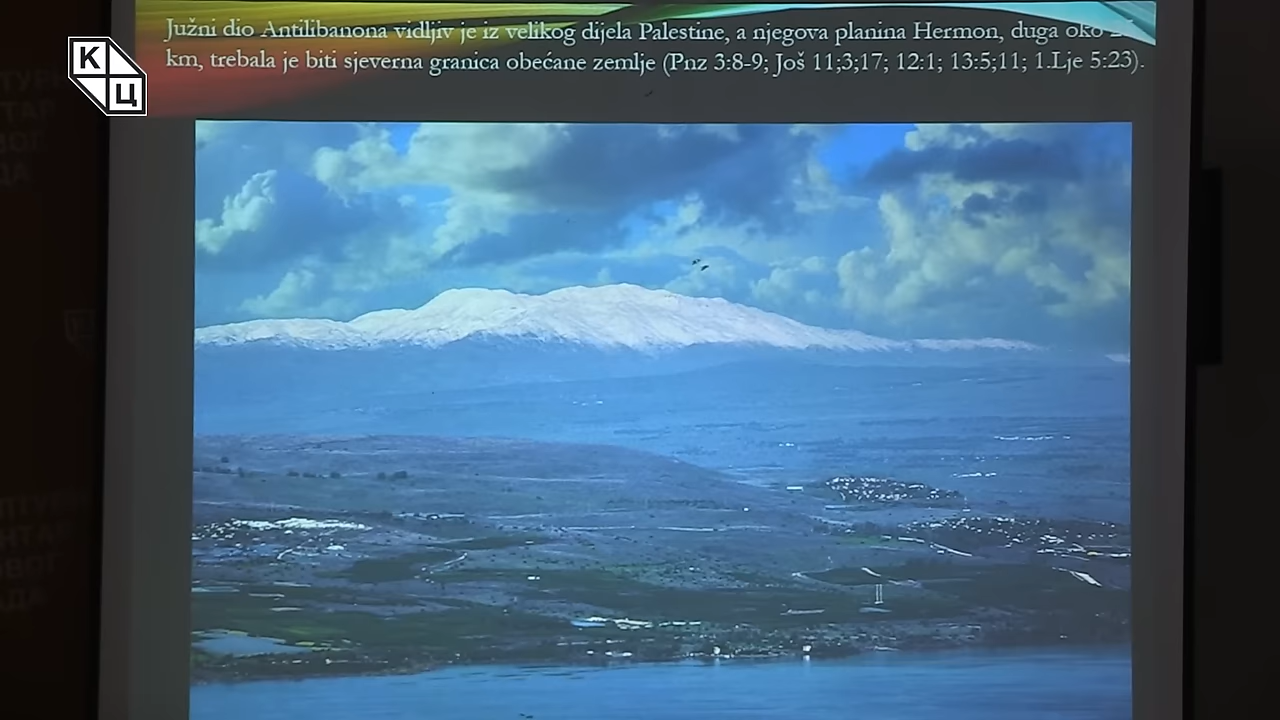 Južni dio Antilibanona vidljiv je iz velikog dijela Palestine, a njegova planina Hermon, duga oko
km, trebala je biti sjeverna granica obećane zemlje (Pnz 3:8-9; Još 11;3;17; 12:1; 13:5;11; 1.Lje 5:23).
К
Ц